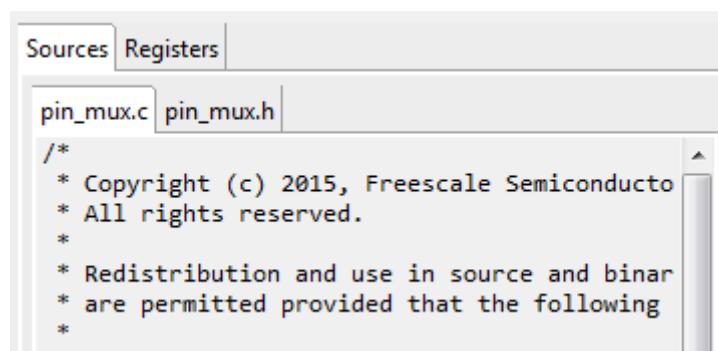 Sources Registers
pin_mux.c pin_mux.h
/*
 * Copyright (c) 2015, Freescale Semiconducto
 * All rights reserved.
 *
 * Redistribution and use in source and binar
 * are permitted provided that the following
 *